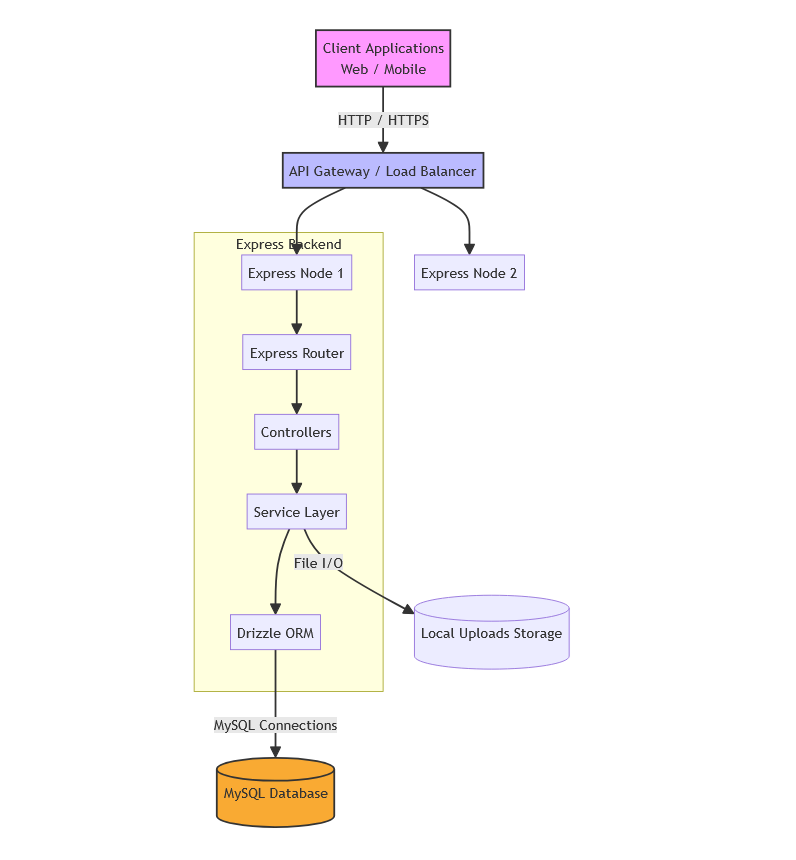 Client Applications
Web / Mobile
HTTP / HTTPS
API Gateway / Load Balancer
Express Backend
Express Node 1
Express Node 2
Express Router
Controllers
Service Layer
File I/O
Drizzle ORM
Local Uploads Storage
MySQL Connections
MySQL Database